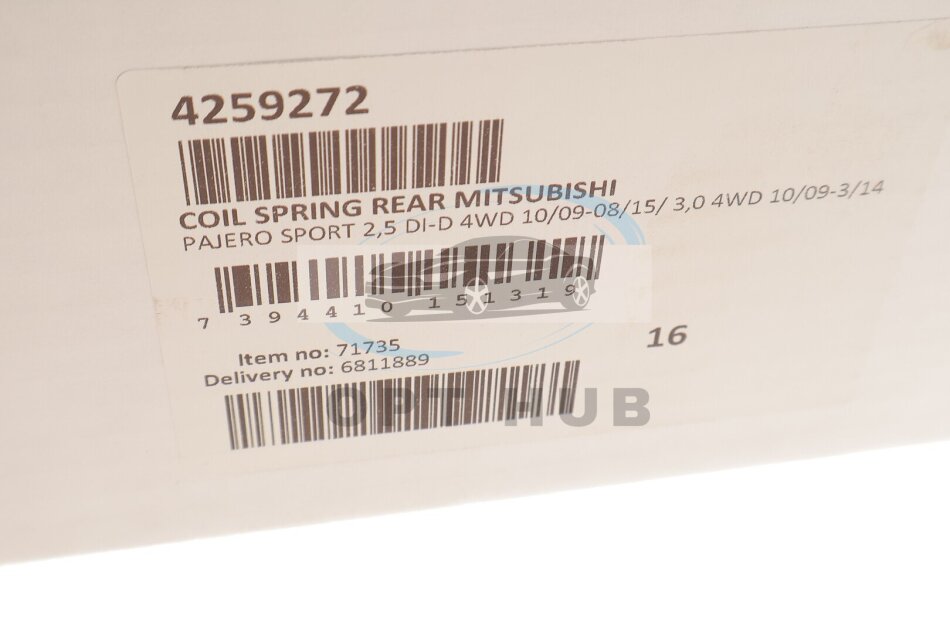 4259272
COIL SPRING REAR MITSUBISHI
PAJERO SPORT 2,5 DI-D 4WD 10/09-08/15/ 3,0 4WD 10/09-3/14
7 394410 151319
Item no: 71735
16
Delivery no: 6811889
OPT HUB